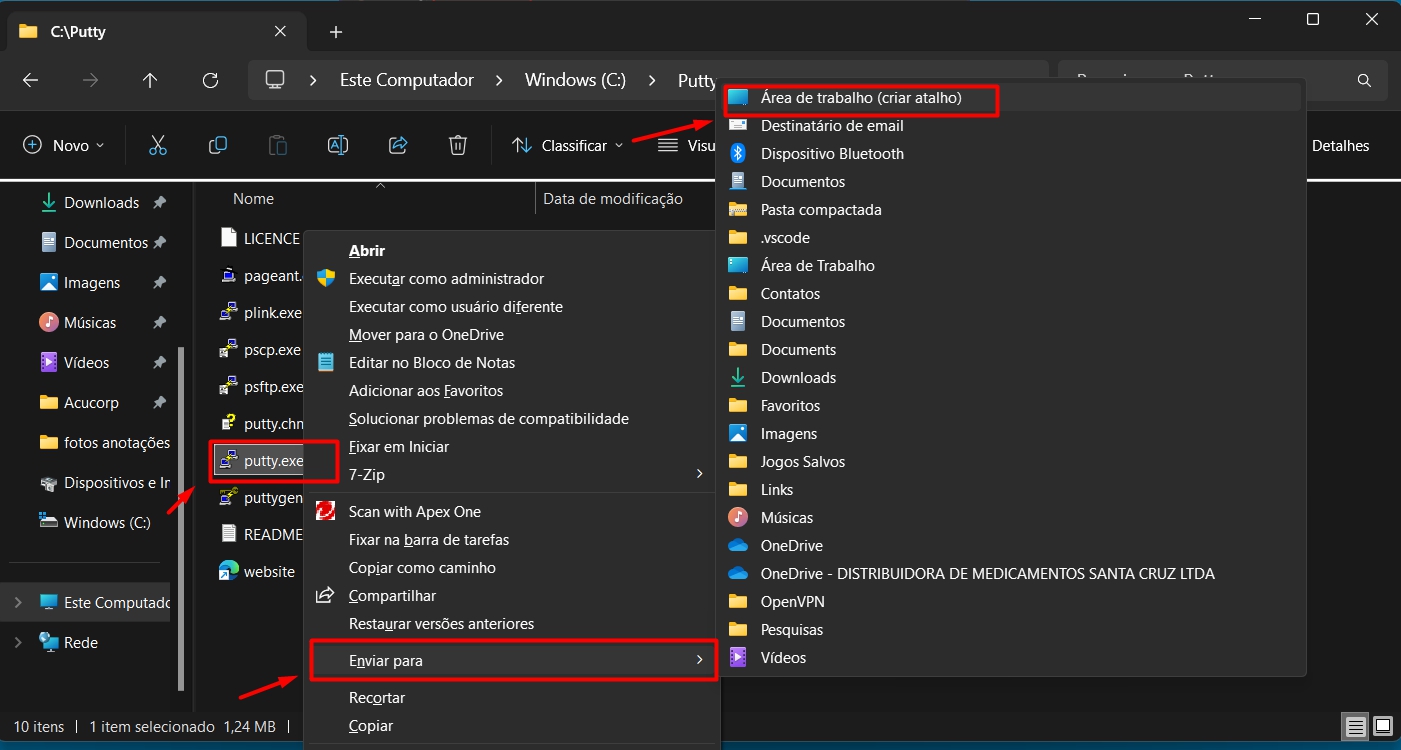 C:\Putty
Este Computador
Windows (C:)
Putty
Novo
Classificar
Visu
Detalhes
Downloads
Documentos
Imagens
Músicas
Vídeos
Acucorp
fotos anotações
Dispositivos e Ir
Windows (C:)
Este Computado
Rede
Nome
Data de modificação
LICENCE
pageant.
plink.exe
pscp.exe
psftp.exe
putty.chm
putty.exe
puttygen
README
website
Abrir
Executar como administrador
Executar como usuário diferente
Mover para o OneDrive
Editar no Bloco de Notas
Adicionar aos Favoritos
Solucionar problemas de compatibilidade
Fixar em Iniciar
7-Zip
Scan with Apex One
Fixar na barra de tarefas
Copiar como caminho
Compartilhar
Restaurar versões anteriores
Enviar para
Recortar
Copiar
Área de trabalho (criar atalho)
Destinatário de email
Dispositivo Bluetooth
Documentos
Pasta compactada
.vscode
Área de Trabalho
Contatos
Documentos
Documents
Downloads
Favoritos
Imagens
Jogos Salvos
Links
Músicas
OneDrive
OneDrive - DISTRIBUIDORA DE MEDICAMENTOS SANTA CRUZ LTDA
OpenVPN
Pesquisas
Vídeos
10 itens
1 item selecionado 1,24 MB